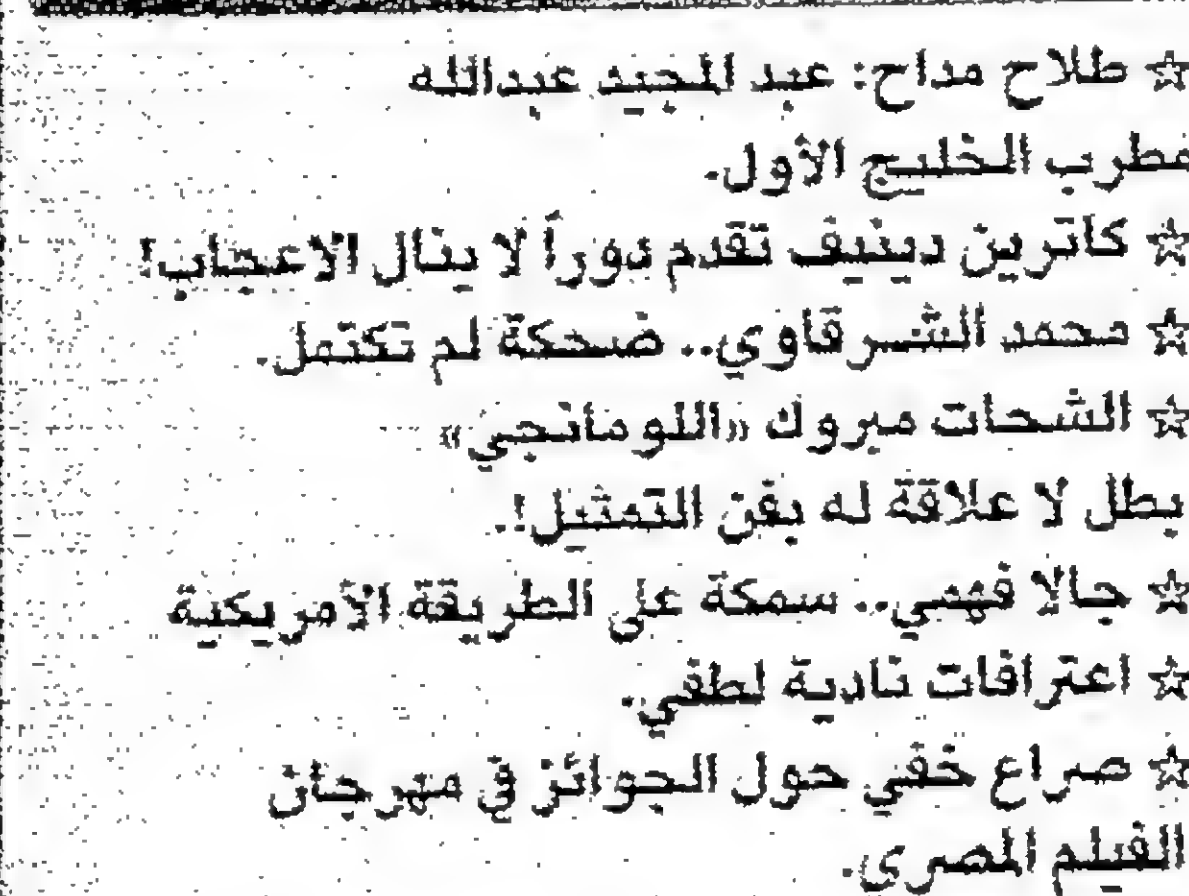 ☆ طلاح مداح: عبد المجيد عبدالله
مطرب الخليج الأول.
☆ كاترين دينيف تقدم دوراً لا ينال الاعجاب!
☆ محمد الشرقاوي.. ضحكة لم تكتمل.
☆ الشحات مبروك «اللومانجي»
بطل لا علاقة له بفن التمثيل!.
☆ جالا فهمي.. سمكة على الطريقة الأمريكية
☆ اعترافات نادية لطفي.
☆ صراع خفي حول الجوائز في مهرجان
الفيلم المصري.